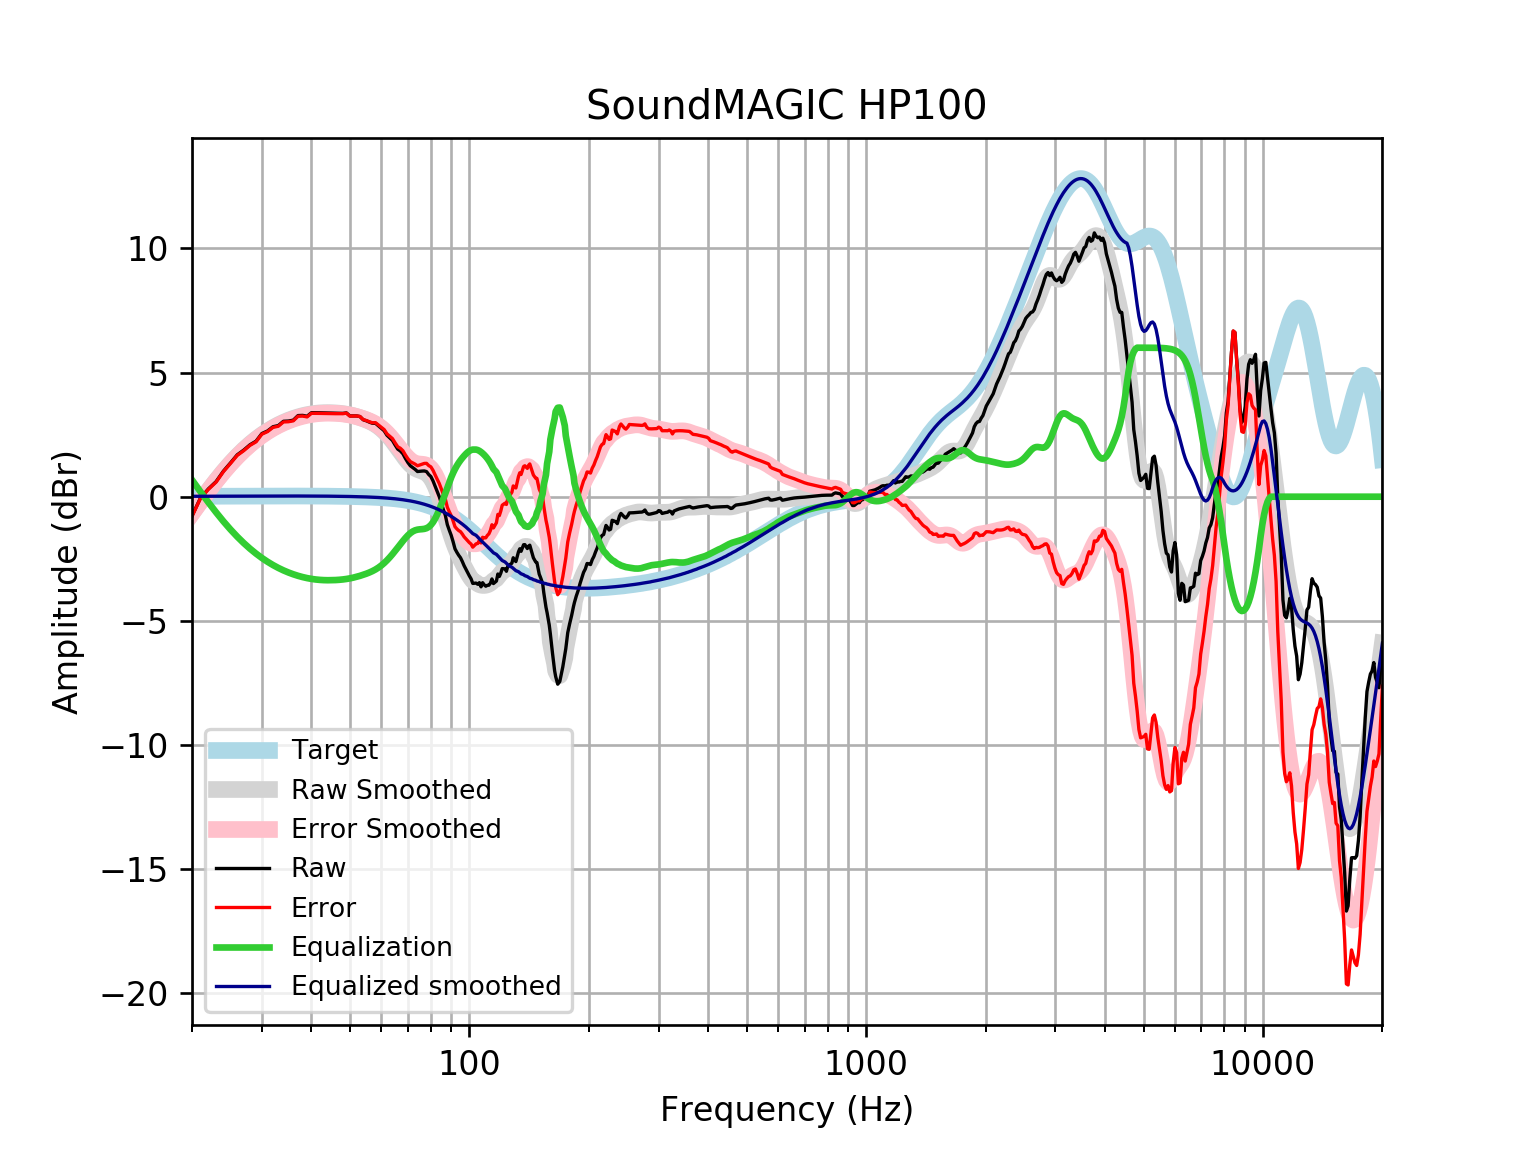 SoundMAGIC HP100
Amplitude (dBr)
10
5
0
−5
−10
−15
−20
Target
Raw Smoothed
Error Smoothed
Raw
Error
Equalization
Equalized smoothed
100 1000 10000
Frequency (Hz)